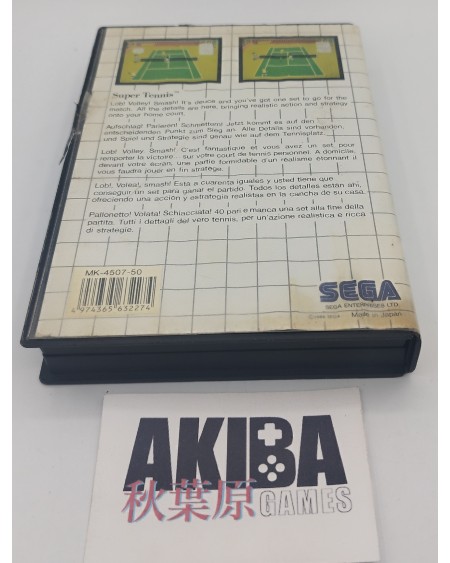 Super Tennis
Lob! Volley! Smash! It's deuce and you've got one set to go for the
match. All the details are here, bringing realistic action and strategy
onto your home court.
Aufschlag! Passiert! Schmettern! Jetzt kommt es auf den
entscheidenden Punkt zum Sieg an. Alle Details sind vorhanden,
und Spiel und Strategie sind genau wie auf dem Tennisplatz.
Lob! Volley Smash! C'est fantastique et vous avez un set pour
remporter la victoire... sur votre court de tennis personnel. A domicile,
devant votre écran, une partie formidable d'un réalisme étonnant il
vous faudra jouer en fin stratège.
Lob!, Volea!, smash! Está a cuarenta iguales y usted tiene que
conseguir un set para ganar el partido. Todos los detalles están ahí,
ofreciendo una acción y estrategia realistas en la cancha de su casa.
Pallonetto! Volata! Schiacciata! 40 pari e manca una set alla fine della
partita. Tutti i dettagli del vero tennis, per un'azione realistica e ricca
di strategie.
MK-4507-50
4 974365 632274
SEGA
SEGA ENTERPRISES LTD.
Made in Japan
AKIBA
秋葉原 GAMES